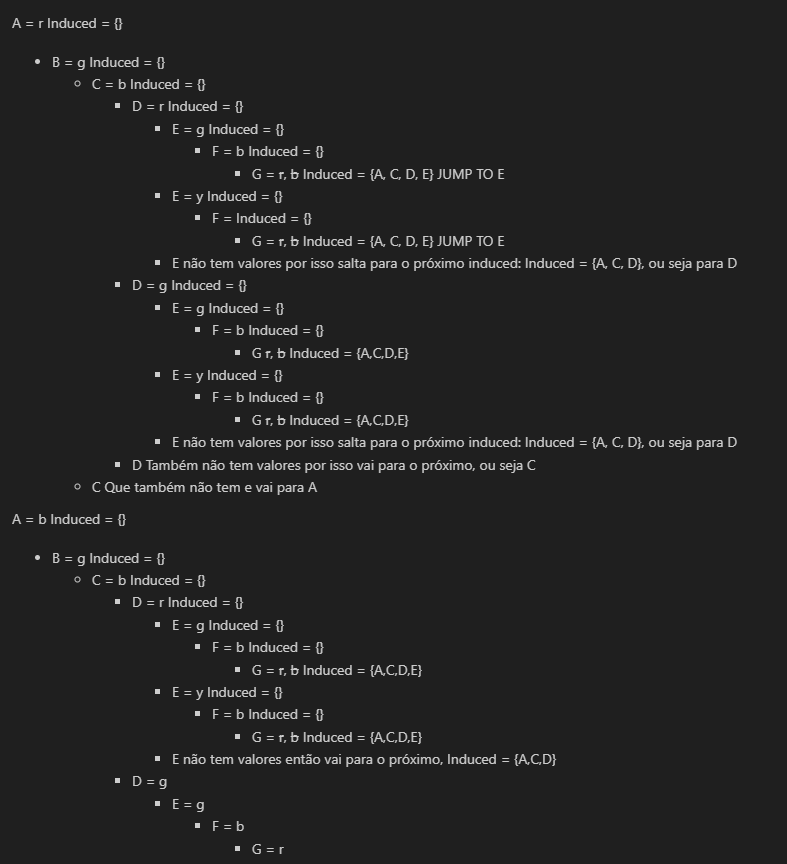 A = r Induced = {}
B = g Induced = {}
C = b Induced = {}
D = r Induced = {}
E = g Induced = {}
F = b Induced = {}
G = r, b Induced = {A, C, D, E} JUMP TO E
E = y Induced = {}
F = Induced = {}
G = r, b Induced = {A, C, D, E} JUMP TO E
E não tem valores por isso salta para o próximo induced: Induced = {A, C, D}, ou seja para D
D = g Induced = {}
E = g Induced = {}
F = b Induced = {}
G r, b Induced = {A,C,D,E}
E = y Induced = {}
F = b Induced = {}
G r, b Induced = {A,C,D,E}
E não tem valores por isso salta para o próximo induced: Induced = {A, C, D}, ou seja para D
D Também não tem valores por isso vai para o próximo, ou seja C
C Que também não tem e vai para A
A = b Induced = {}
B = g Induced = {}
C = b Induced = {}
D = r Induced = {}
E = g Induced = {}
F = b Induced = {}
G = r, b Induced = {A,C,D,E}
E = y Induced = {}
F = b Induced = {}
G = r, b Induced = {A,C,D,E}
E não tem valores então vai para o próximo, Induced = {A,C,D}
D = g
E = g
F = b
G = r